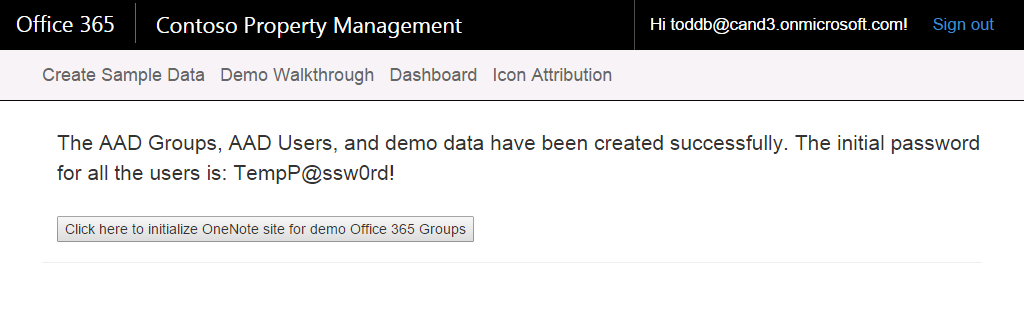 Office 365 Contoso Property Management Hi toddb@cand3.onmicrosoft.com! Sign out
Create Sample Data Demo Walkthrough Dashboard Icon Attribution
The AAD Groups, AAD Users, and demo data have been created successfully. The initial password
for all the users is: TempP@ssw0rd!
Click here to initialize OneNote site for demo Office 365 Groups